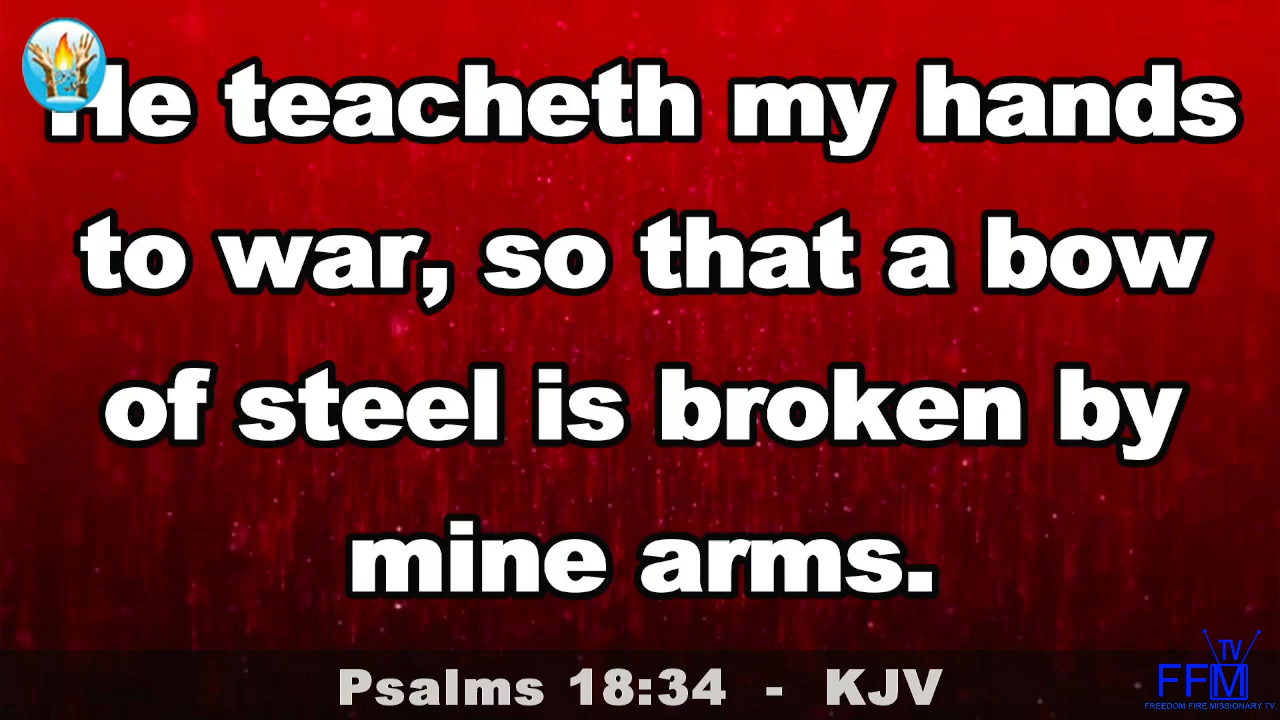 He teacheth my hands
to war, so that a bow
of steel is broken by
mine arms.
Psalms 18:34 - KJV
TV
FFM
FREEDOM FIRE MISSIONARY TV.